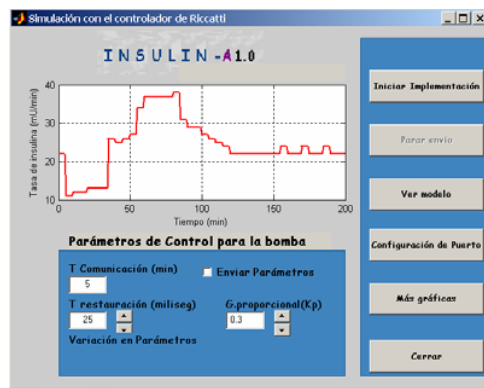 Simulación con el controlador de Riccatti
INSULIN-A1.0
Tasa de insulina (mU/min)
40
30
20
10
0
50
100
150
200
Tiempo (min)
Parámetros de Control para la bomba
T Comunicación (min)
5
Enviar Parámetros
T restauración (miliseg)
25
G.proporcional(Kp)
0.3
Variación en Parámetros
Iniciar Implementación
Parar envio
Ver modelo
Configuración de Puerto
Más gráficas
Cerrar